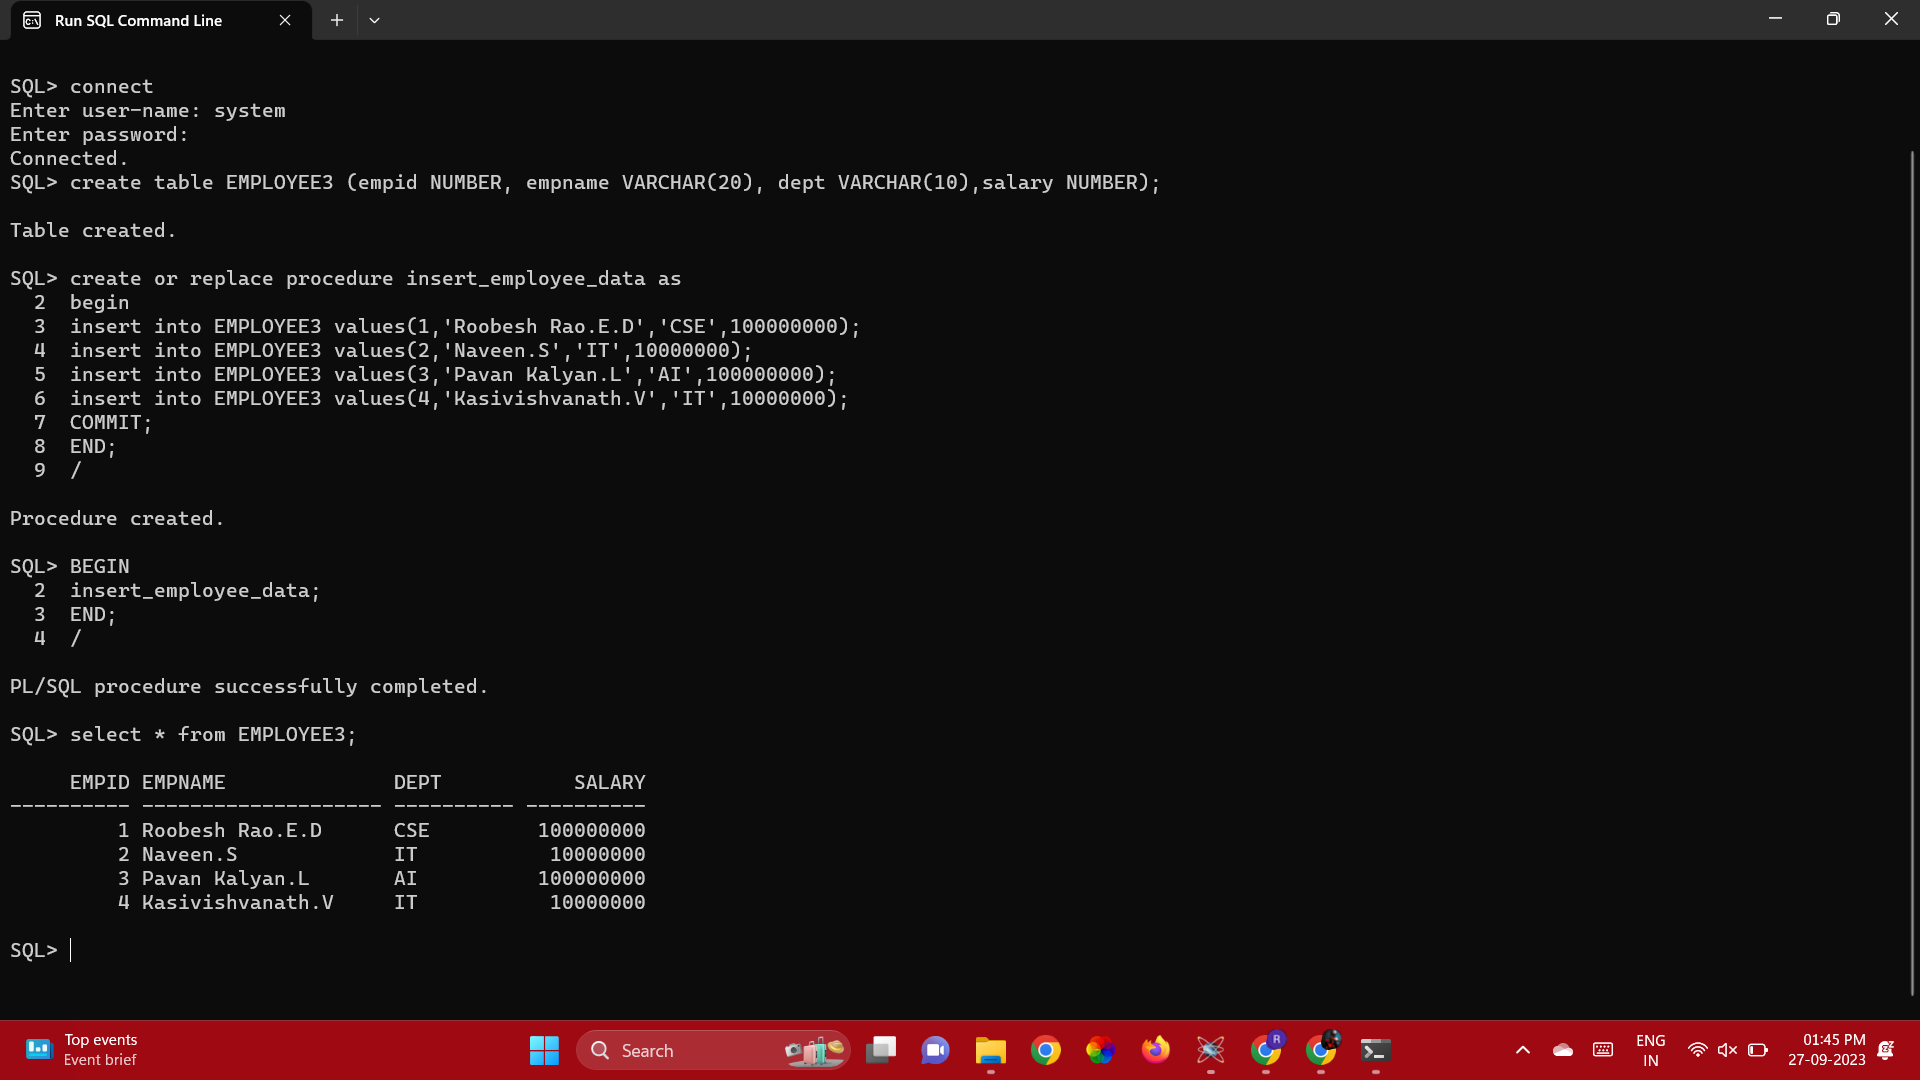 Run SQL Command Line
SQL> connect
Enter user-name: system
Enter password:
Connected.
SQL> create table EMPLOYEE3 (empid NUMBER, empname VARCHAR(20), dept VARCHAR(10),salary NUMBER);
Table created.
SQL> create or replace procedure insert_employee_data as
2 begin
3 insert into EMPLOYEE3 values(1,'Roobesh Rao.E.D','CSE',100000000);
4 insert into EMPLOYEE3 values(2,'Naveen.S','IT',10000000);
5 insert into EMPLOYEE3 values(3,'Pavan Kalyan.L','AI',100000000);
6 insert into EMPLOYEE3 values(4,'Kasivishvanath.V','IT',10000000);
7 COMMIT;
8 END;
9 /
Procedure created.
SQL> BEGIN
2 insert_employee_data;
3 END;
4 /
PL/SQL procedure successfully completed.
SQL> select * from EMPLOYEE3;
EMPID EMPNAME DEPT SALARY
---------- -------------------- ---------- ----------
1 Roobesh Rao.E.D CSE 100000000
2 Naveen.S IT 10000000
3 Pavan Kalyan.L AI 100000000
4 Kasivishvanath.V IT 10000000
SQL>
Top events
Event brief
Search
R
ENG
IN
01:45 PM
27-09-2023